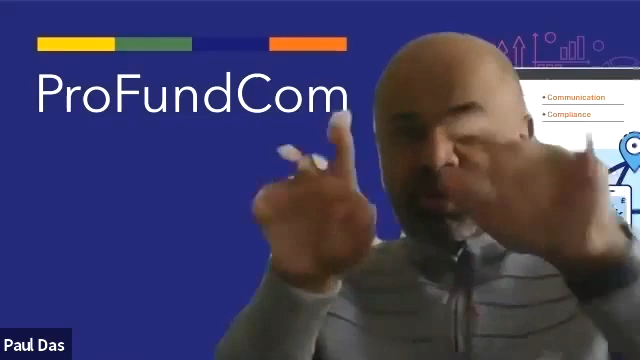 ProFundCom
• Communication
• Compliance
Paul Das